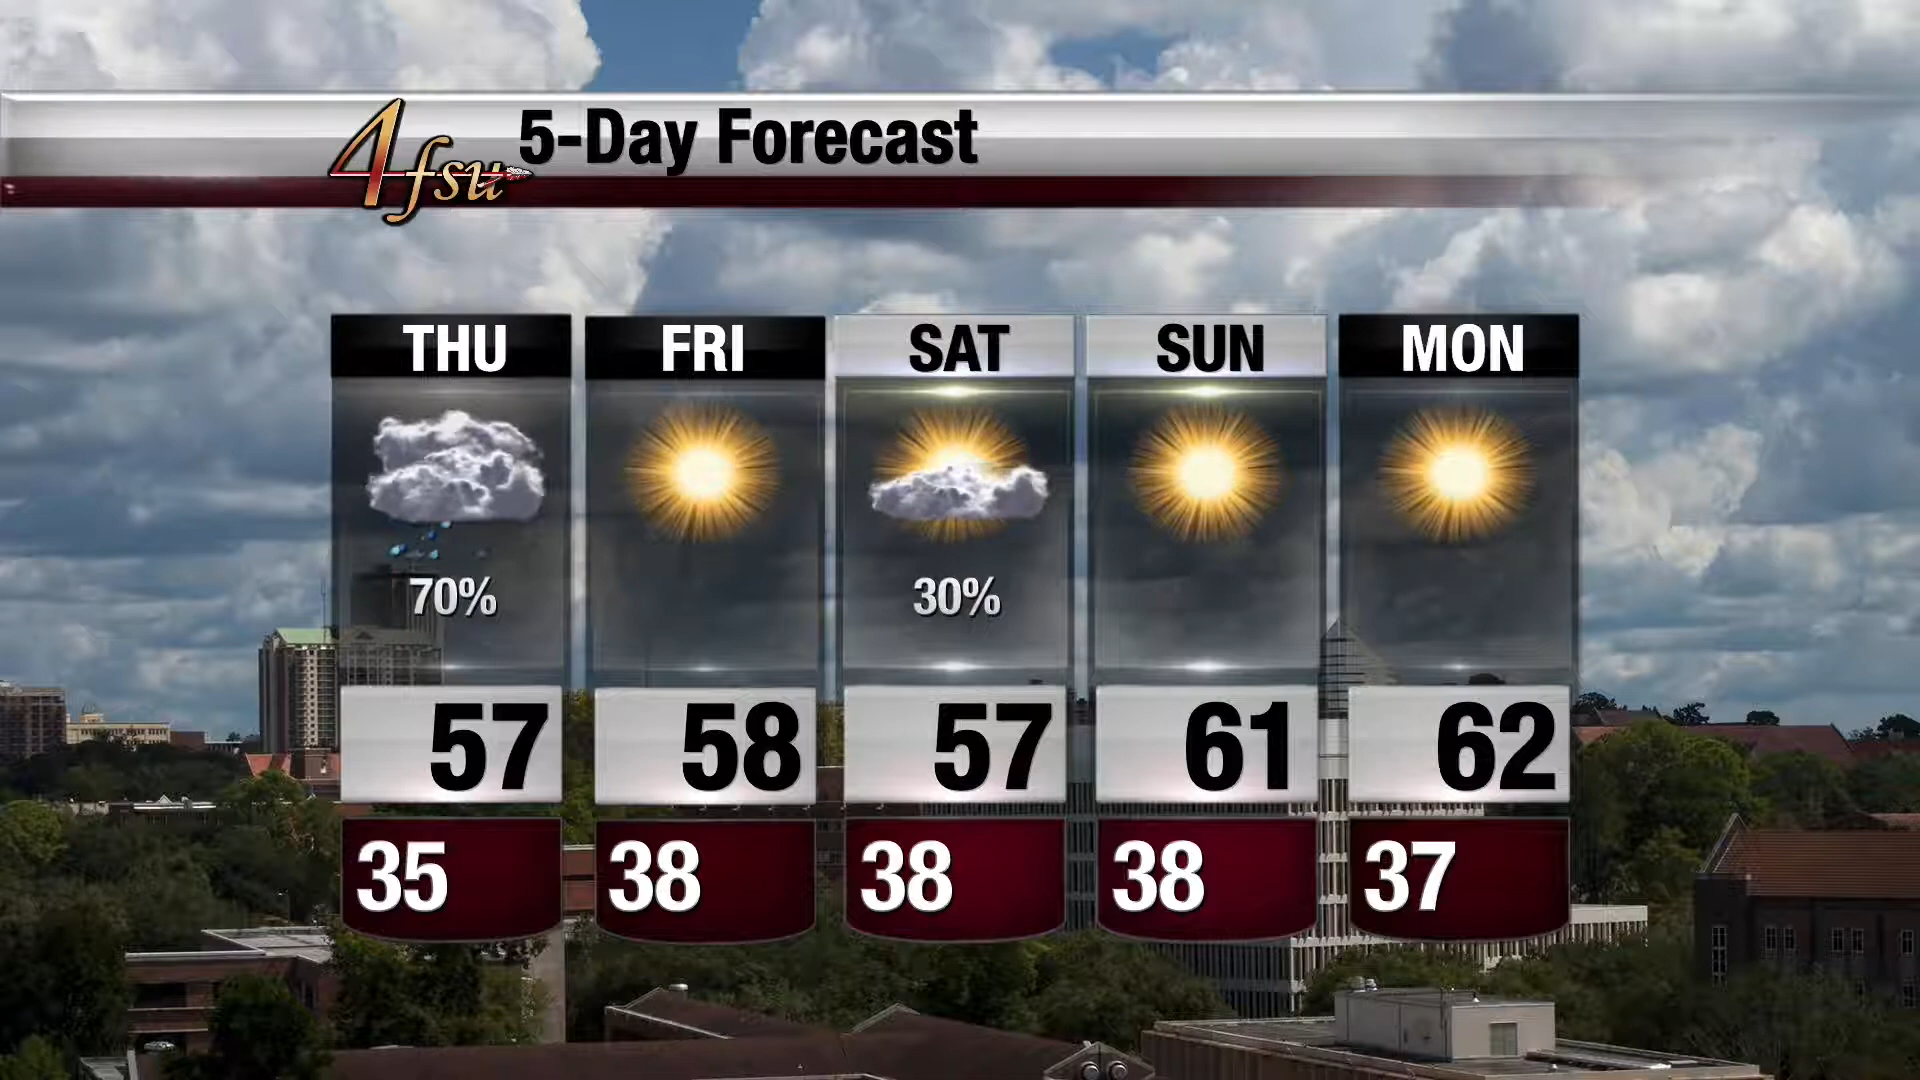 4fsu 5-Day Forecast
THU FRI SAT SUN MON
70% 30%
57 58 57 61 62
35 38 38 38 37